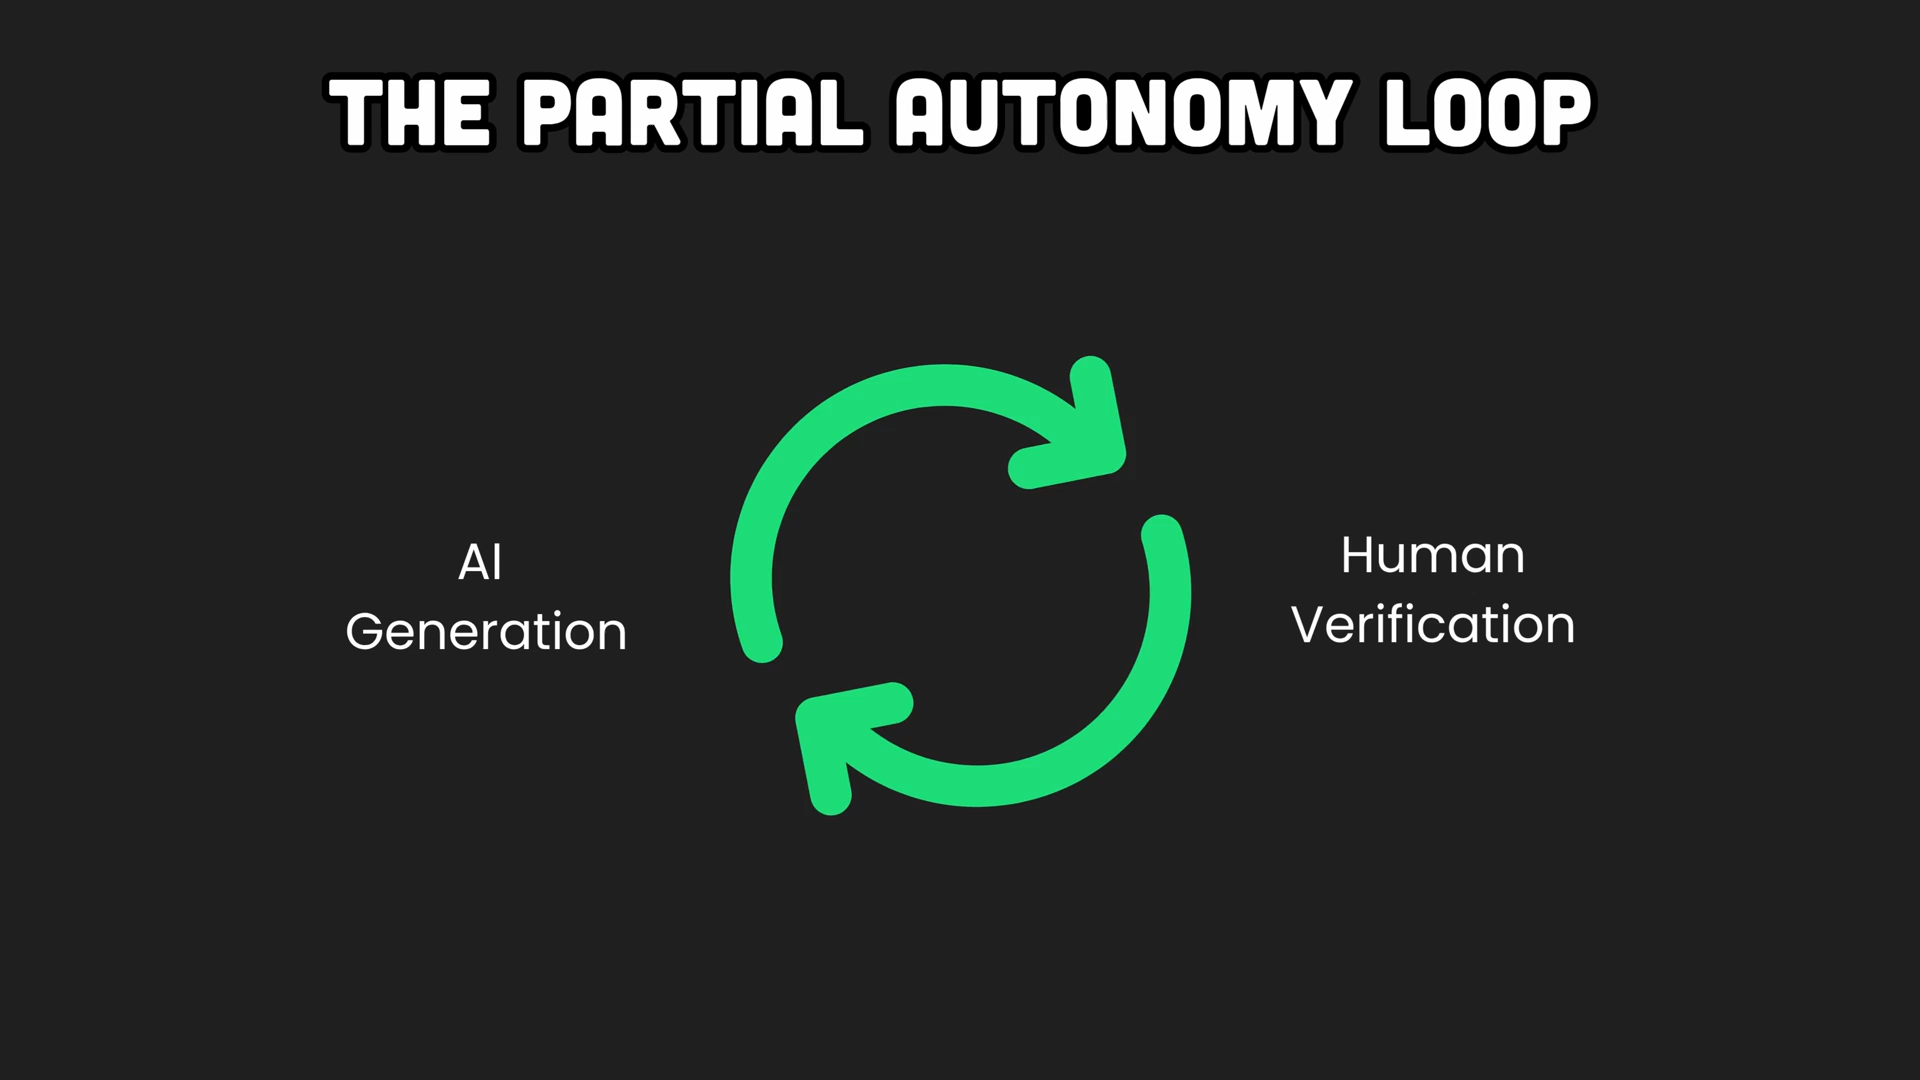 THE PARTIAL AUTONOMY LOOP
AI
Generation
Human
Verification